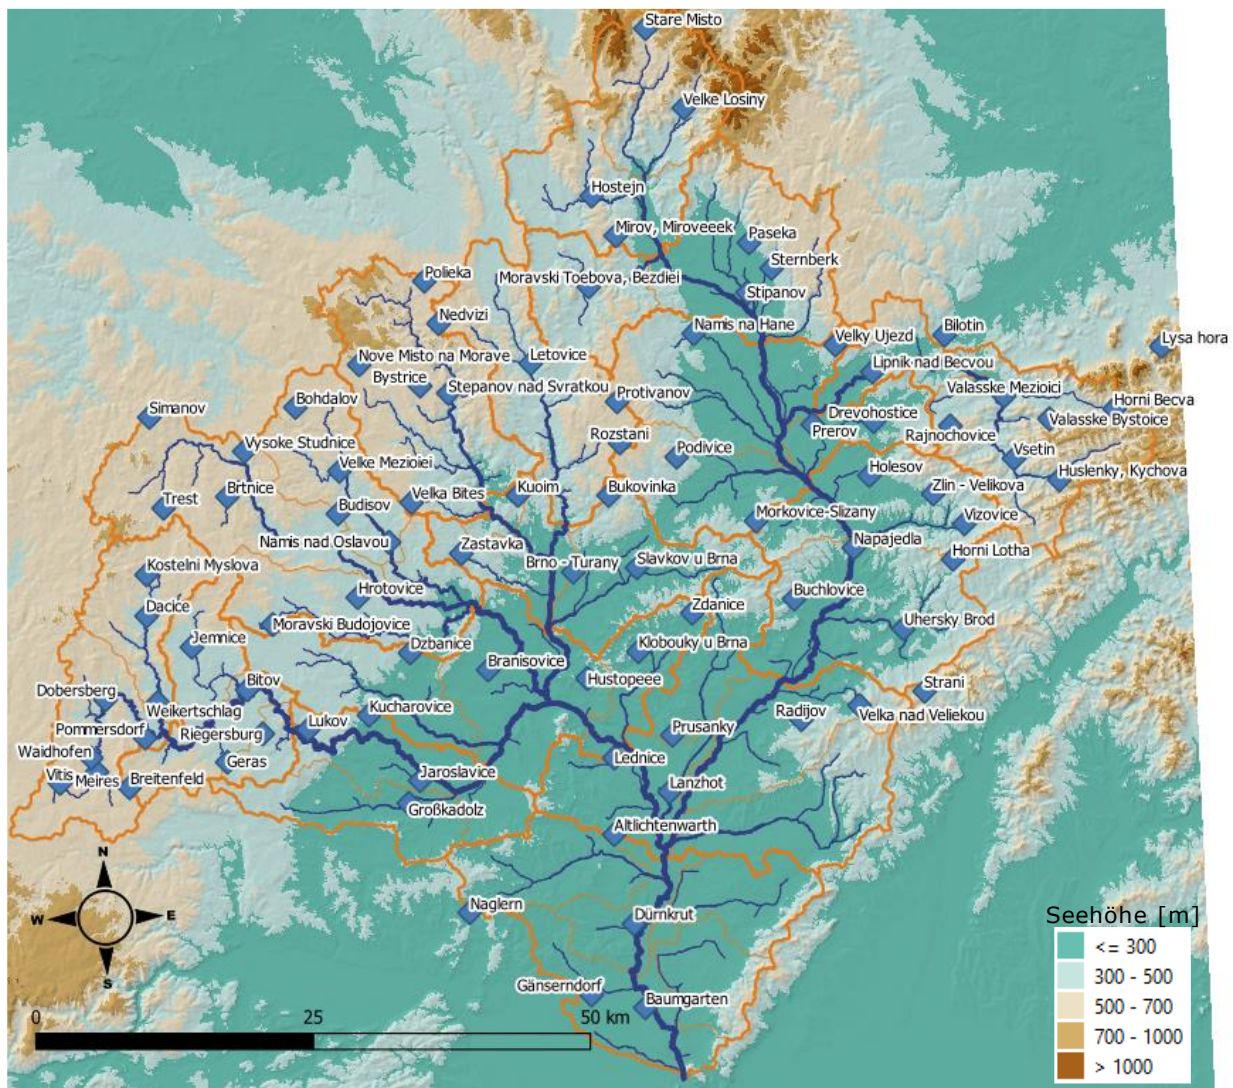 Stare Misto
Velke Losiny
Hostejn
Mirov, Miroveeek
Paseka
Sternberk
Polieka
Moravski Toebova, Bezdiei
Stipanov
Nedvizi
Namis na Hane
Velky Ujezd
Bilotin
Lysa hora
Nove Misto na Morave
Letovice
Lipnik nad Becvou
Bystrice
Stepanov nad Svratkou
Protivanov
Valasske Mezioici
Horni Becva
Simanov
Bohdalov
Drevohostice
Valasske Bystoice
Vysoke Studnice
Rozstani
Podivice
Prerov
Rajnochovice
Vsetin
Velke Mezioiei
Holesov
Huslenky, Kychova
Trest
Brtnice
Budisov
Velka Bites
Kuoim
Bukovinka
Zlin - Velikova
Morkovice-Slizany
Vizovice
Namis nad Oslavou
Zastavka
Napajedla
Horni Lotha
Kostelni Myslova
Brno - Turany
Slavkov u Brna
Hrotovice
Buchlovice
Dacice
Moravski Budojovice
Zdanice
Uhersky Brod
Jemnice
Dzbanice
Klobouky u Brna
Branisovice
Hustopeee
Strani
Dobersberg
Bitov
Weikertschlag
Kucharovice
Radijov
Velka nad Veliekou
Pommersdorf
Riegersburg
Lukov
Prusanky
Waidhofen
Geras
Lednice
Vitis
Meires
Breitenfeld
Jaroslavice
Lanzhot
Großkadolz
Altlichtenwarth
Naglern
Dürnkrut
Gänserndorf
Baumgarten
N
W
E
S
0
25
50 km
Seehöhe [m]
<= 300
300 - 500
500 - 700
700 - 1000
> 1000